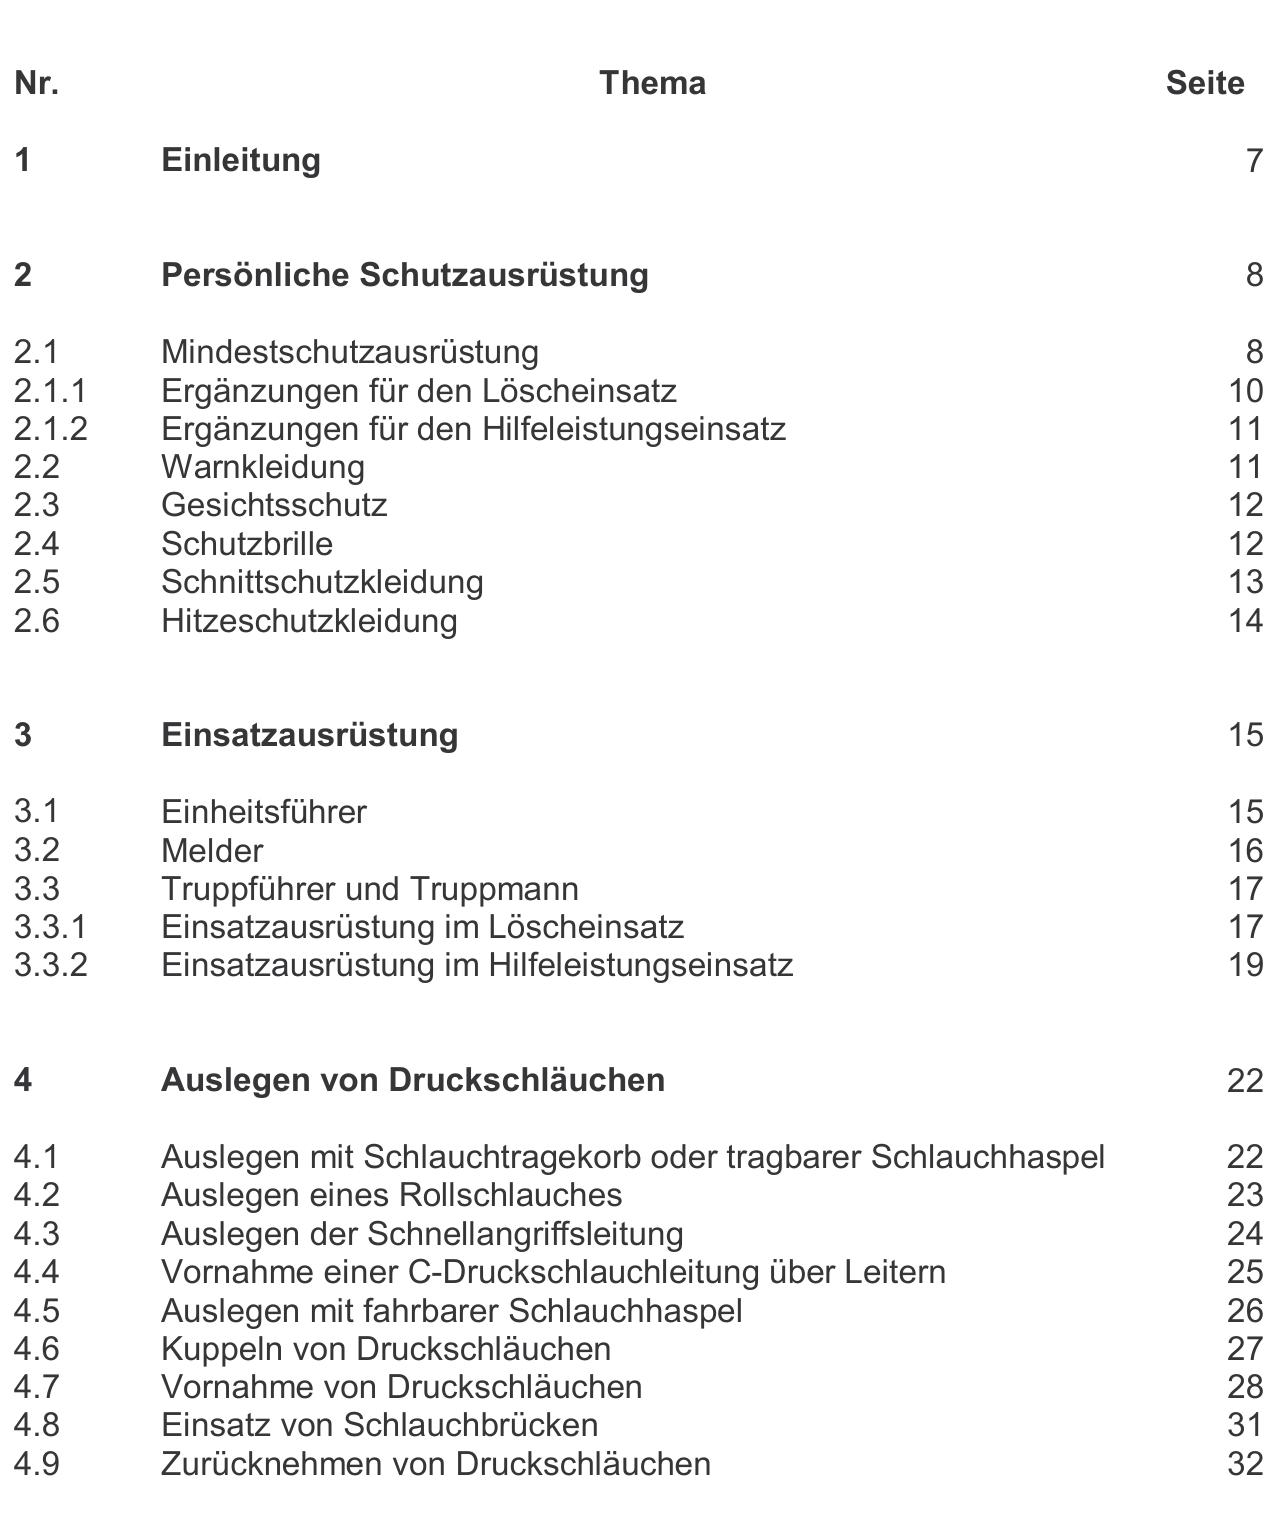 Nr. Thema Seite
1 Einleitung 7
2 Persönliche Schutzausrüstung 8
2.1 Mindestschutzausrüstung 8
2.1.1 Ergänzungen für den Löscheinsatz 10
2.1.2 Ergänzungen für den Hilfeleistungseinsatz 11
2.2 Warnkleidung 11
2.3 Gesichtsschutz 12
2.4 Schutzbrille 12
2.5 Schnittschutzkleidung 13
2.6 Hitzeschutzkleidung 14
3 Einsatzausrüstung 15
3.1 Einheitsführer 15
3.2 Melder 16
3.3 Truppführer und Truppmann 17
3.3.1 Einsatzausrüstung im Löscheinsatz 17
3.3.2 Einsatzausrüstung im Hilfeleistungseinsatz 19
4 Auslegen von Druckschläuchen 22
4.1 Auslegen mit Schlauchtragekorb oder tragbarer Schlauchhaspel 22
4.2 Auslegen eines Rollschlauches 23
4.3 Auslegen der Schnellangriffsleitung 24
4.4 Vornahme einer C-Druckschlauchleitung über Leitern 25
4.5 Auslegen mit fahrbarer Schlauchhaspel 26
4.6 Kuppeln von Druckschläuchen 27
4.7 Vornahme von Druckschläuchen 28
4.8 Einsatz von Schlauchbrücken 31
4.9 Zurücknehmen von Druckschläuchen 32